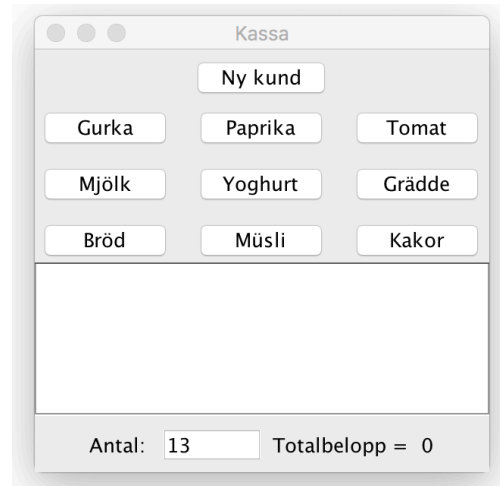 Kassa
Ny kund
Gurka Paprika Tomat
Mjölk Yoghurt Grädde
Bröd Müsli Kakor
Antal: 13 Totalbelopp = 0